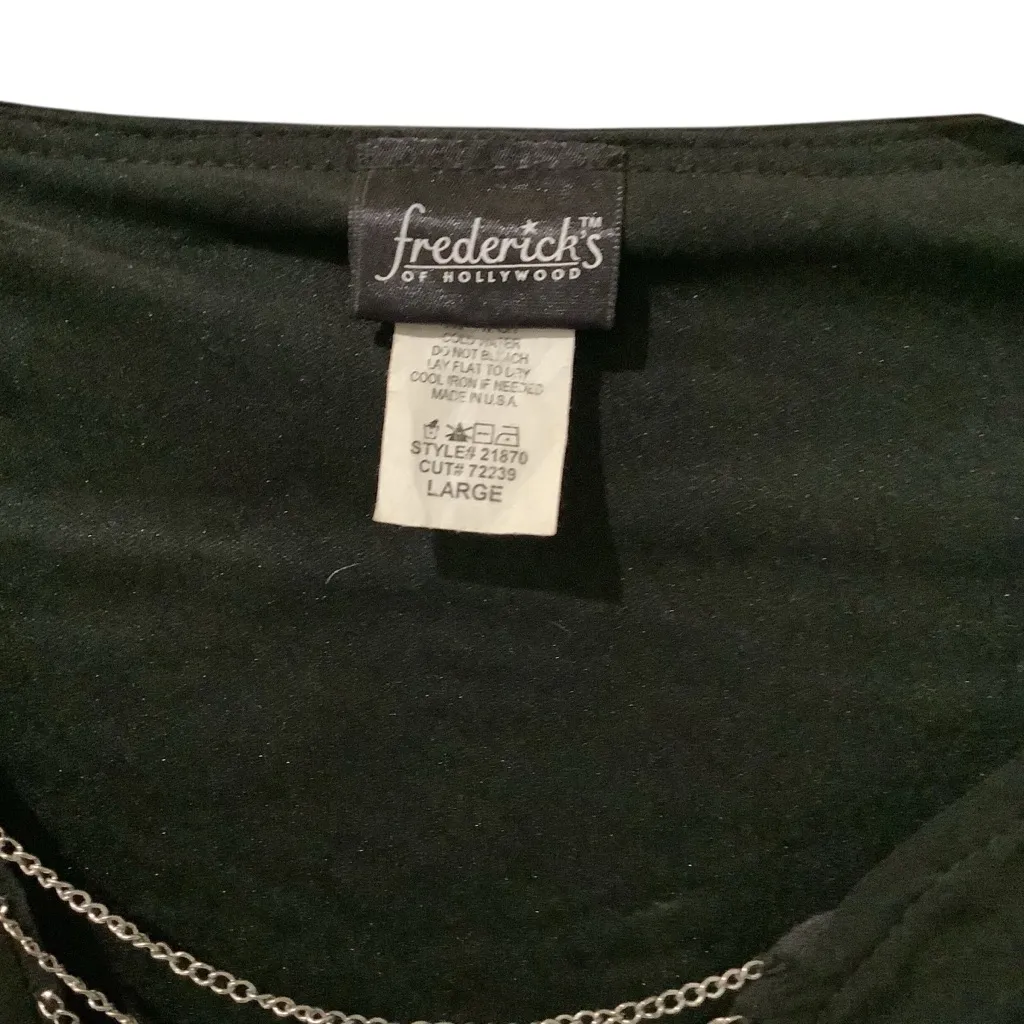 frederick's™
OF HOLLYWOOD
WASH
COLD WATER
DO NOT BLEACH
LAY FLAT TO DRY
COOL IRON IF NEEDED
MADE IN U.S.A.
STYLE# 21870
CUT# 72239
LARGE